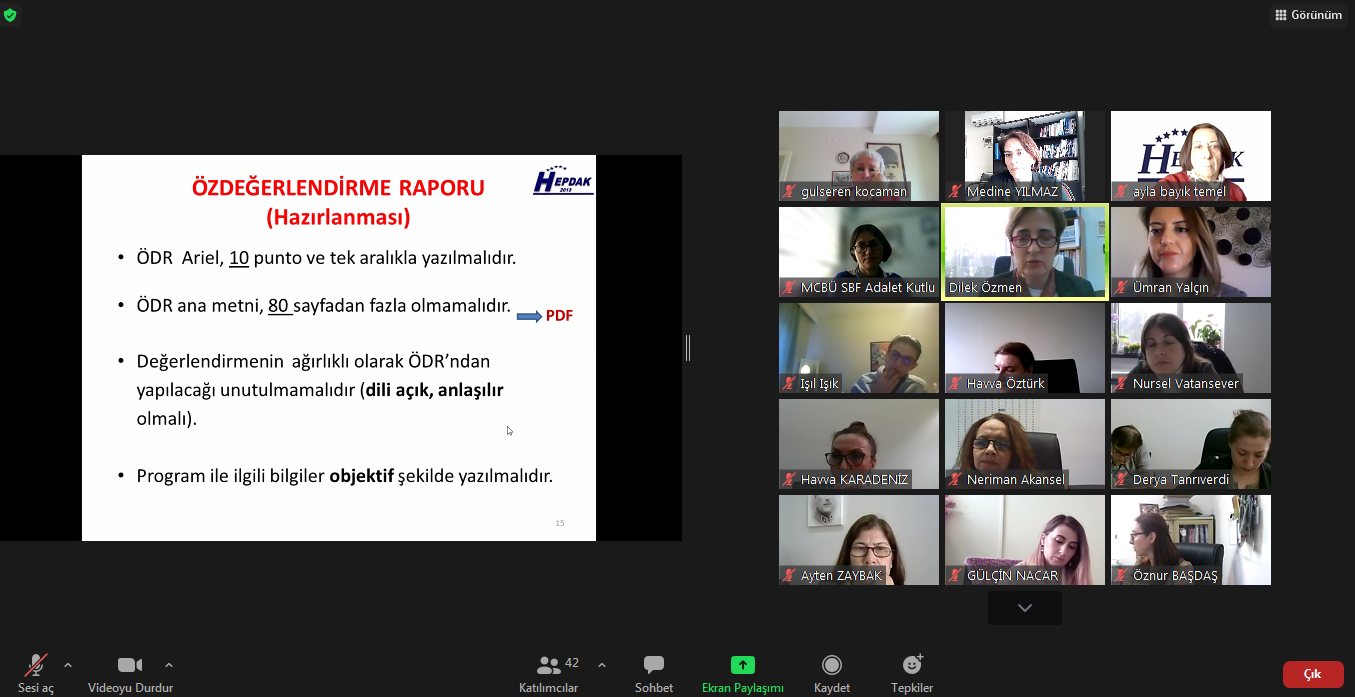 Görünüm
ÖZDEĞERLENDİRME RAPORU
(Hazırlanması)
HEPDAK
2013
• ÖDR Ariel, 10 punto ve tek aralıkla yazılmalıdır.
• ÖDR ana metni, 80 sayfadan fazla olmamalıdır.
PDF
• Değerlendirmenin ağırlıklı olarak ÖDR’ndan
yapılacağı unutulmamalıdır (dili açık, anlaşılır
olmalı).
• Program ile ilgili bilgiler objektif şekilde yazılmalıdır.
15
gulseren kocaman
Medine YILMAZ
HEPDAK
ayla bayık temel
MCBÜ SBF Adalet Kutlu
Dilek Özmen
Ümran Yalçın
Işıl Işık
Havva Öztürk
Nursel Vatansever
Havva KARADENİZ
Neriman Akansel
Derya Tanrıverdi
Ayten ZAYBAK
GÜLÇİN NACAR
Öznur BAŞDAŞ
Sesi aç
Videoyu Durdur
42
Katılımcılar
Sohbet
Ekran Paylaşımı
Kaydet
Tepkiler
Çık